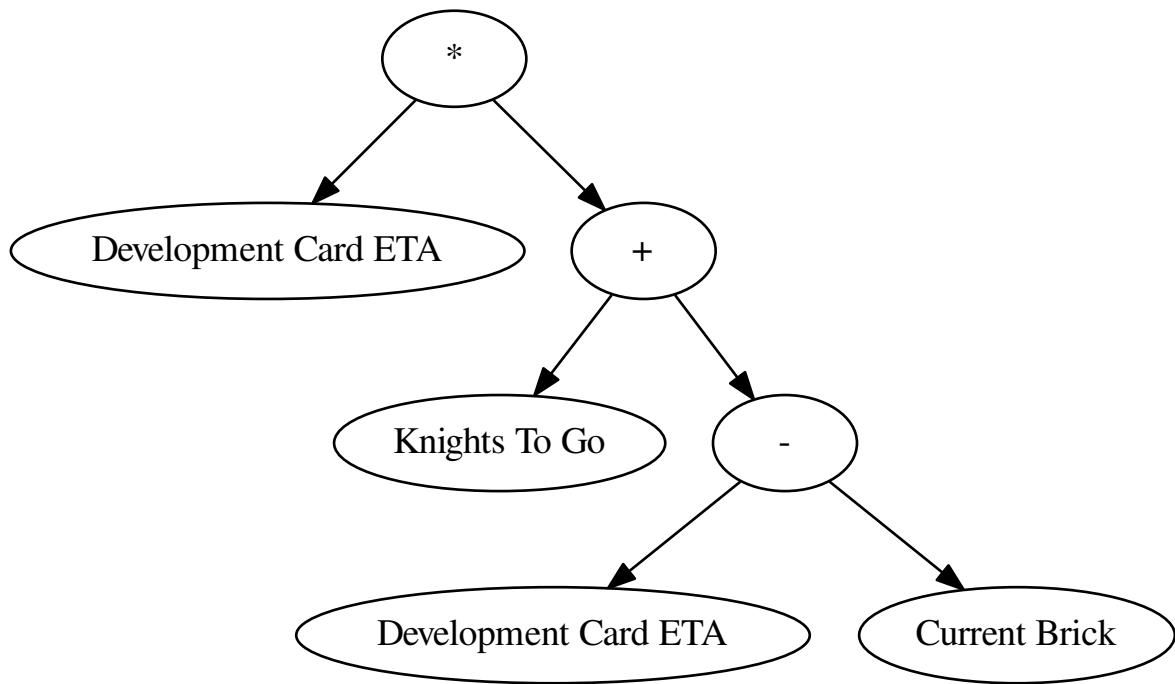 *
Development Card ETA
+
Knights To Go
-
Development Card ETA
Current Brick